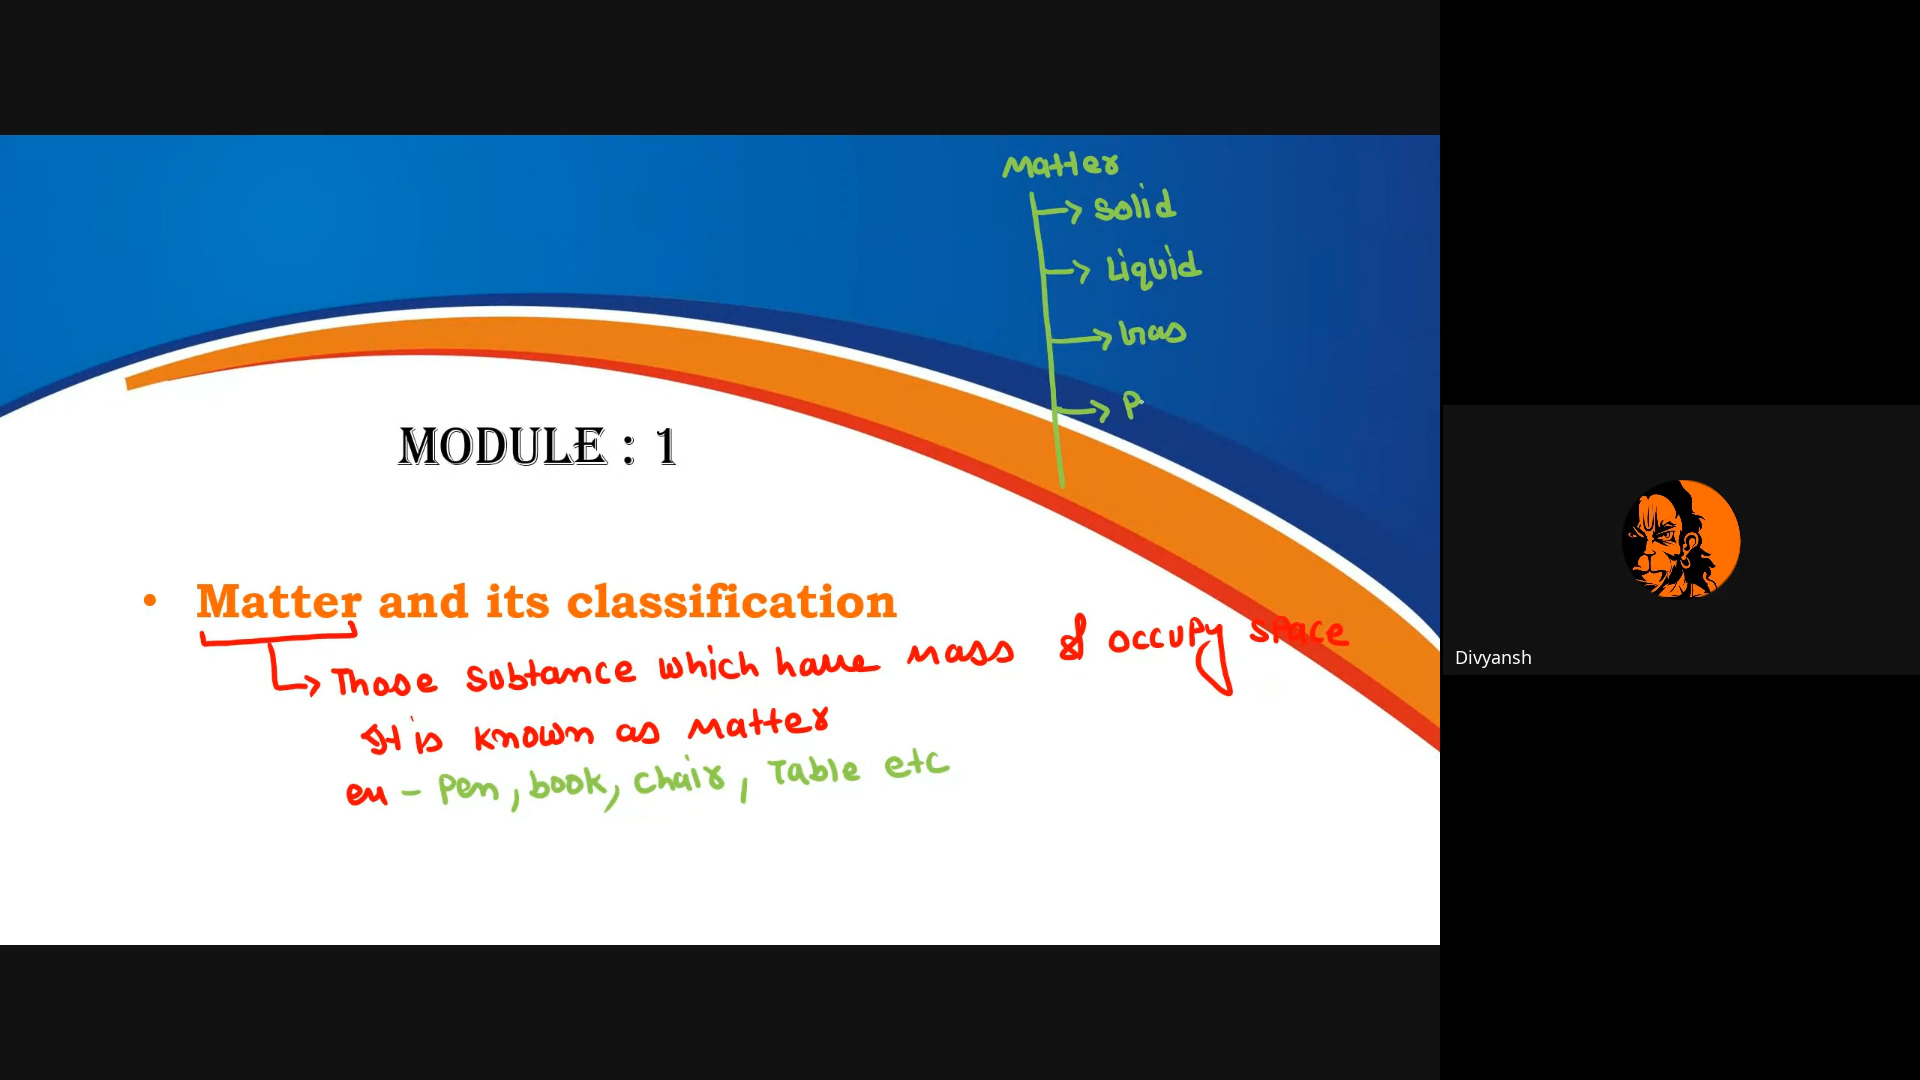 Matter
→ Solid
→ Liquid
→ Gas
→ P
MODULE : 1
• Matter and its classification
→ Those subtance which have mass & occupy space
It is known as matter
ex - Pen, book, chair, Table etc
Divyansh